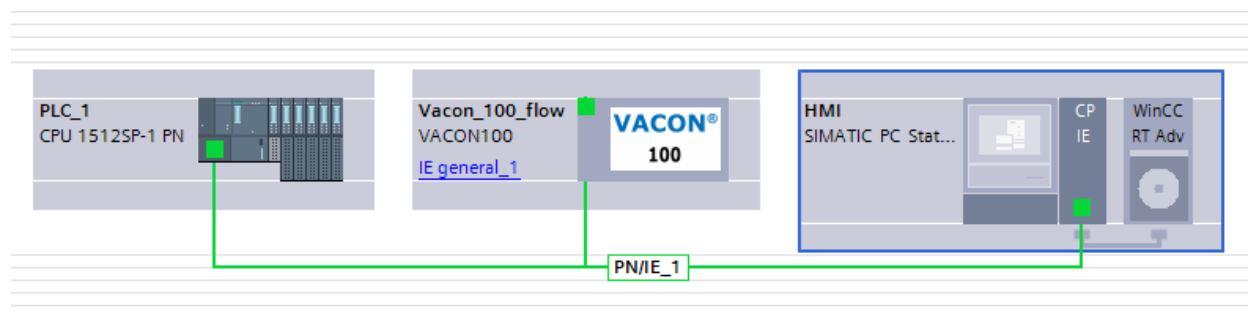 PLC_1
CPU 1512SP-1 PN
Vacon_100_flow
VACON100
IE general_1
VACON®
100
HMI
SIMATIC PC Stat...
CP
IE
WinCC
RT Adv
PN/IE_1